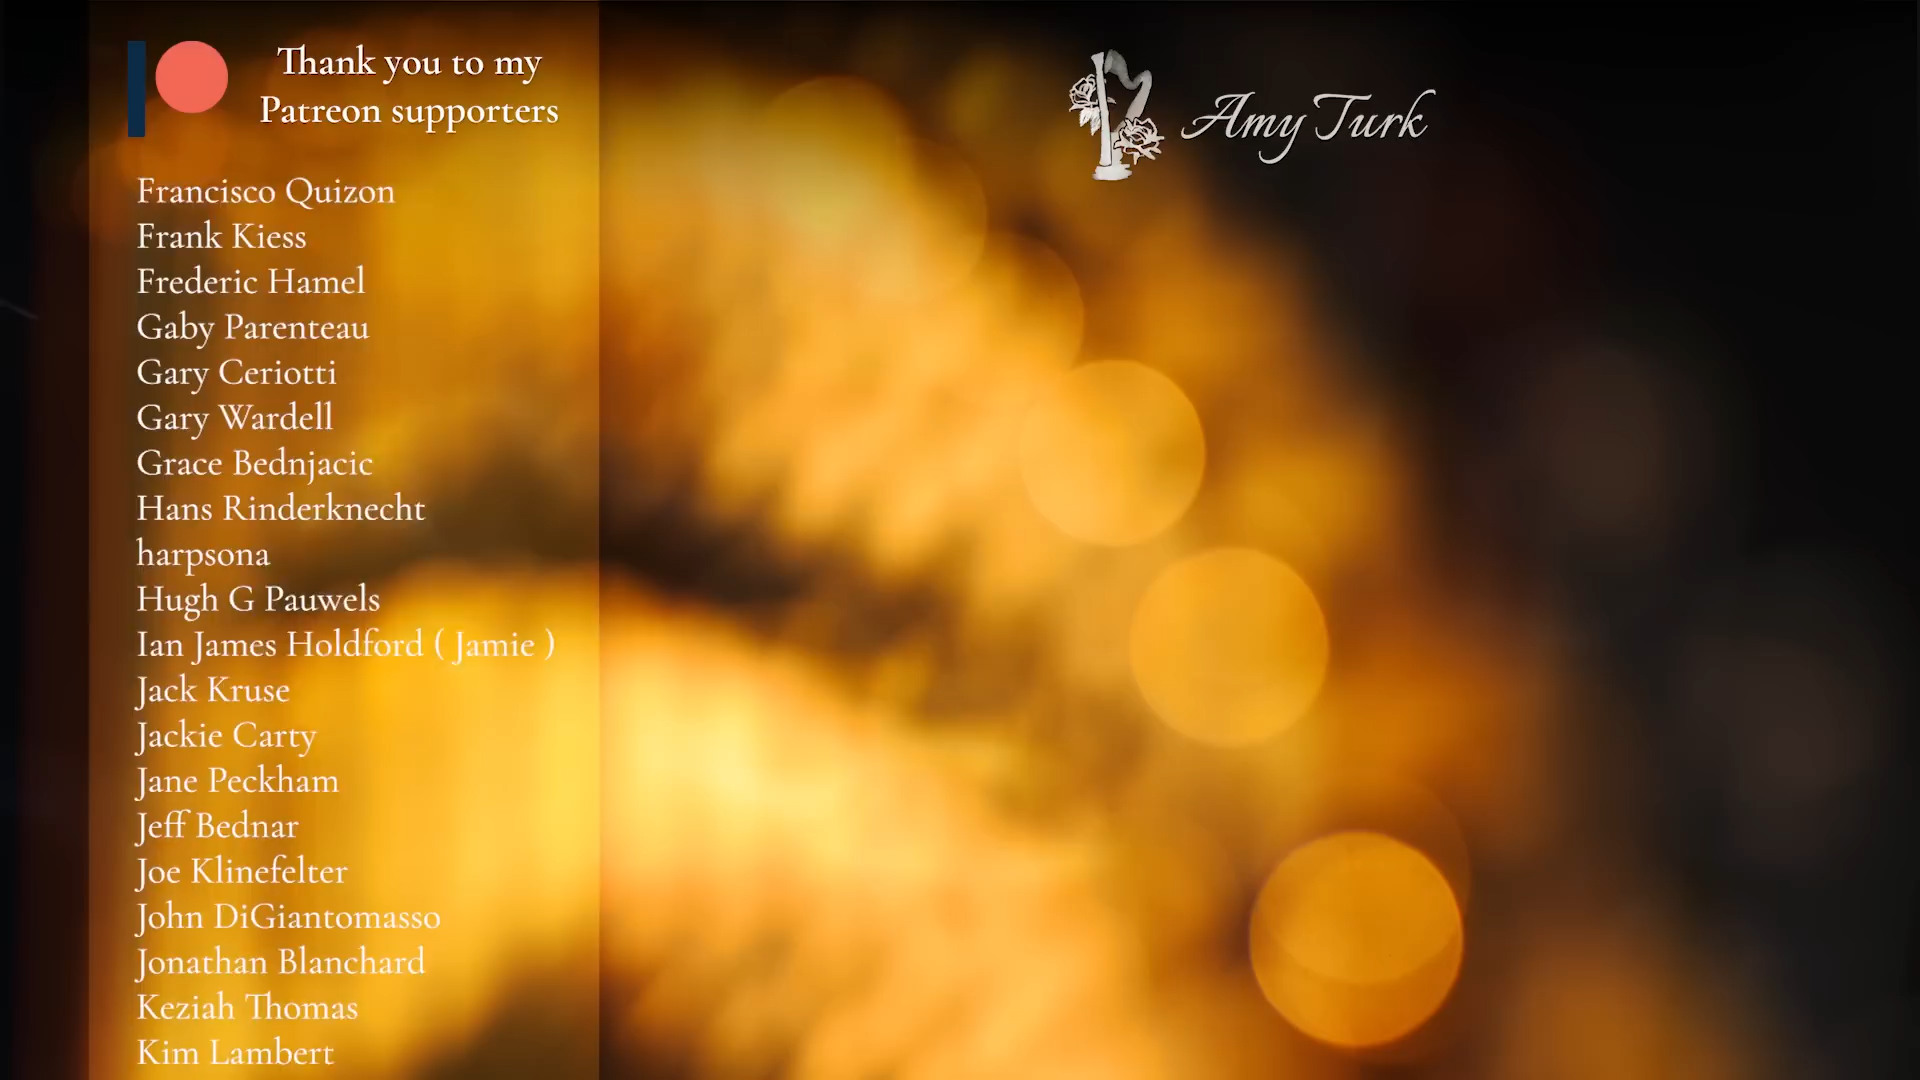 Thank you to my
Patreon supporters
Amy Turk
Francisco Quizon
Frank Kiess
Frederic Hamel
Gaby Parenteau
Gary Ceriotti
Gary Wardell
Grace Bednjacic
Hans Rinderknecht
harpsona
Hugh G Pauwels
Ian James Holdford ( Jamie )
Jack Kruse
Jackie Carty
Jane Peckham
Jeff Bednar
Joe Klinefelter
John DiGiantomasso
Jonathan Blanchard
Keziah Thomas
Kim Lambert